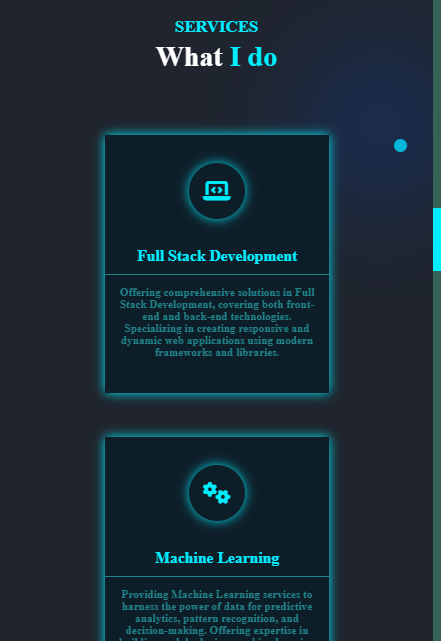 SERVICES
What I do
Full Stack Development
Offering comprehensive solutions in Full
Stack Development, covering both front-
end and back-end technologies.
Specializing in creating responsive and
dynamic web applications using modern
frameworks and libraries.
Machine Learning
Providing Machine Learning services to
harness the power of data for predictive
analytics, pattern recognition, and
decision-making. Offering expertise in